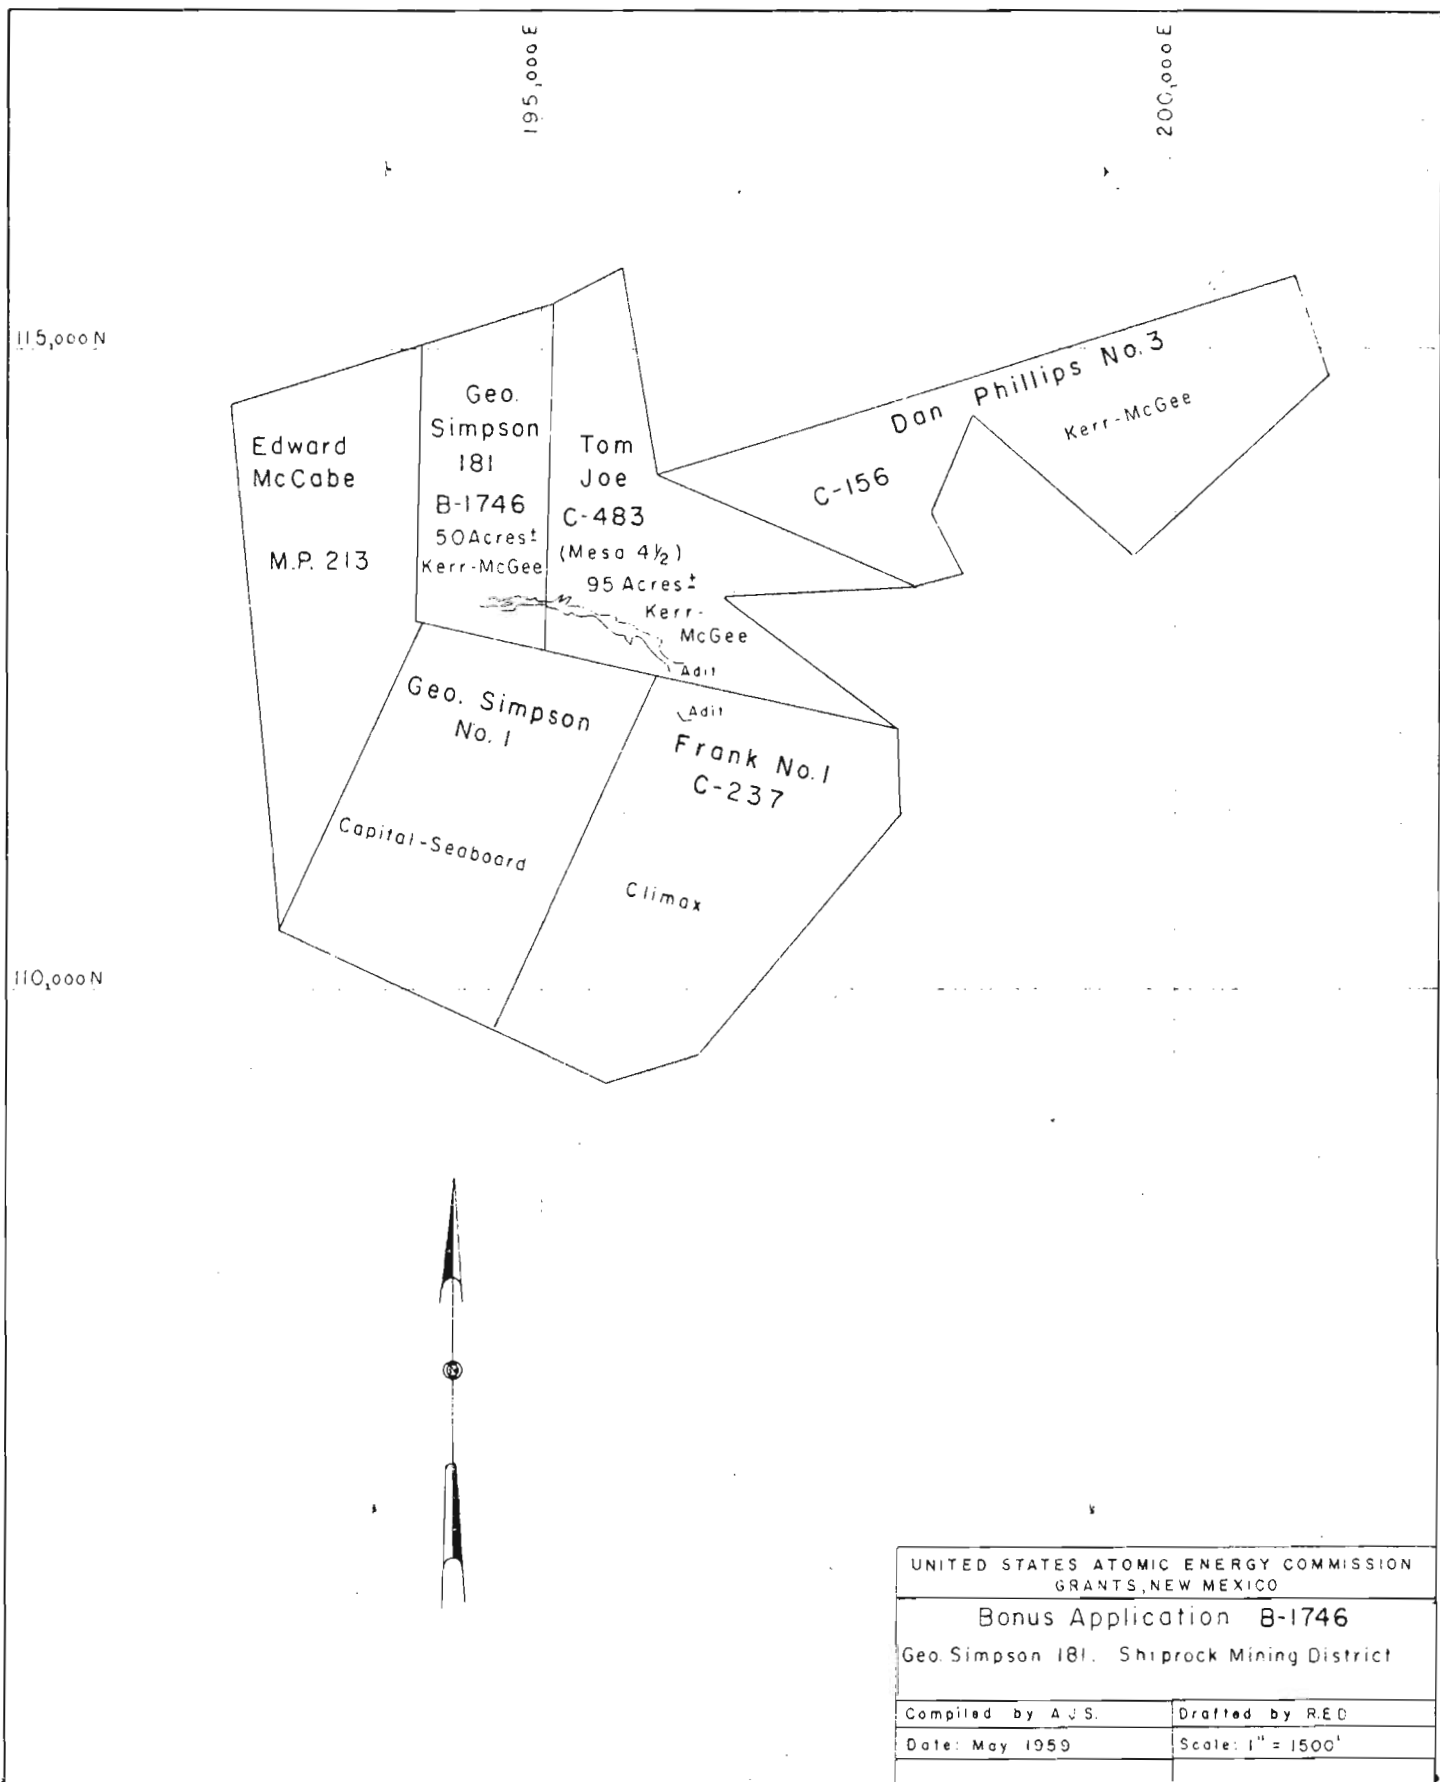 195,000 E
200,000 E
115,000 N
110,000 N
Edward
McCabe
M.P. 213
Geo.
Simpson
181
B-1746
50 Acres±
Kerr-McGee
Tom
Joe
C-483
(Mesa 4½)
95 Acres±
Kerr-
McGee
Adit
Dan Phillips No. 3
Kerr-McGee
C-156
Geo. Simpson
No. 1
Capital-Seaboard
Adit
Frank No. 1
C-237
Climax
UNITED STATES ATOMIC ENERGY COMMISSION
GRANTS, NEW MEXICO
Bonus Application B-1746
Geo. Simpson 181. Shiprock Mining District
Compiled by A.J.S.
Drafted by R.E.D
Date: May 1959
Scale: 1" = 1500'